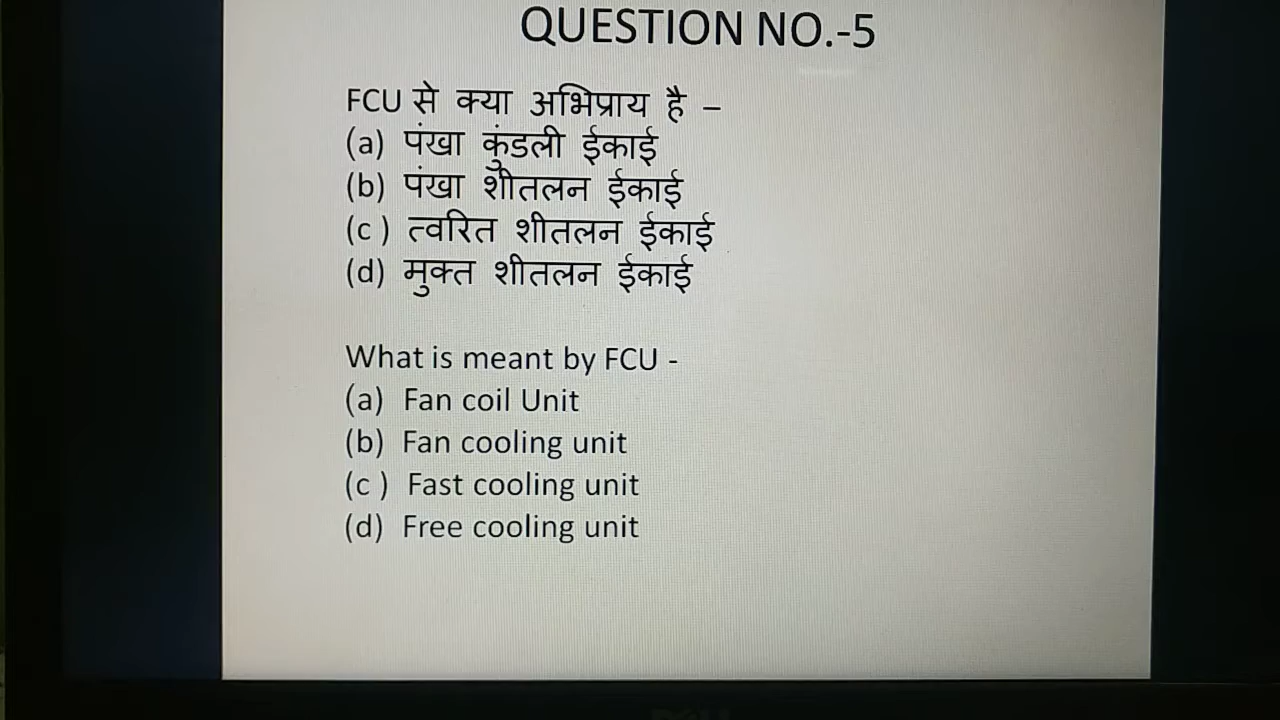 QUESTION NO.-5
FCU से क्या अभिप्राय है –
(a) पंखा कुंडली ईकाई
(b) पंखा शीतलन ईकाई
(c ) त्वरित शीतलन ईकाई
(d) मुक्त शीतलन ईकाई
What is meant by FCU -
(a) Fan coil Unit
(b) Fan cooling unit
(c ) Fast cooling unit
(d) Free cooling unit